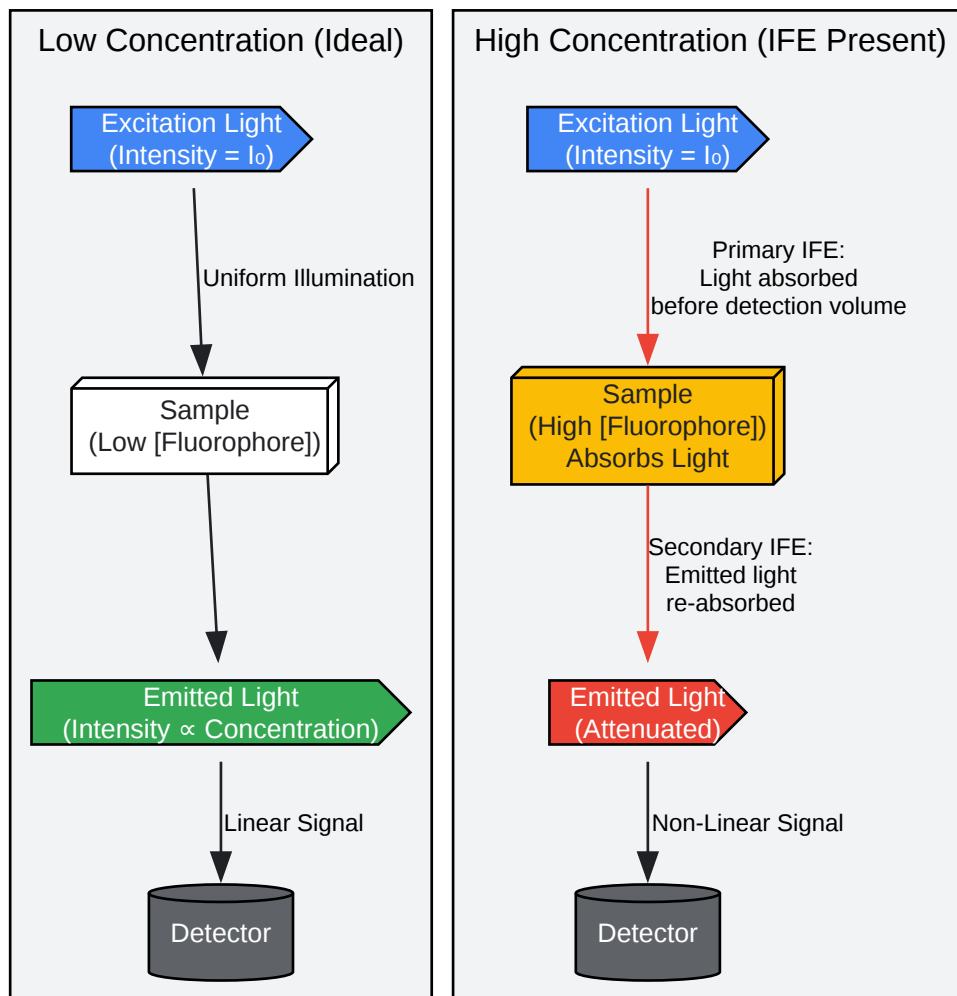 Low Concentration (Ideal)
Excitation Light
(Intensity = I₀)
Uniform Illumination
Sample
(Low [Fluorophore])
Emitted Light
(Intensity ∝ Concentration)
Linear Signal
Detector
High Concentration (IFE Present)
Excitation Light
(Intensity = I₀)
Primary IFE:
Light absorbed
before detection volume
Sample
(High [Fluorophore])
Absorbs Light
Secondary IFE:
Emitted light
re-absorbed
Emitted Light
(Attenuated)
Non-Linear Signal
Detector